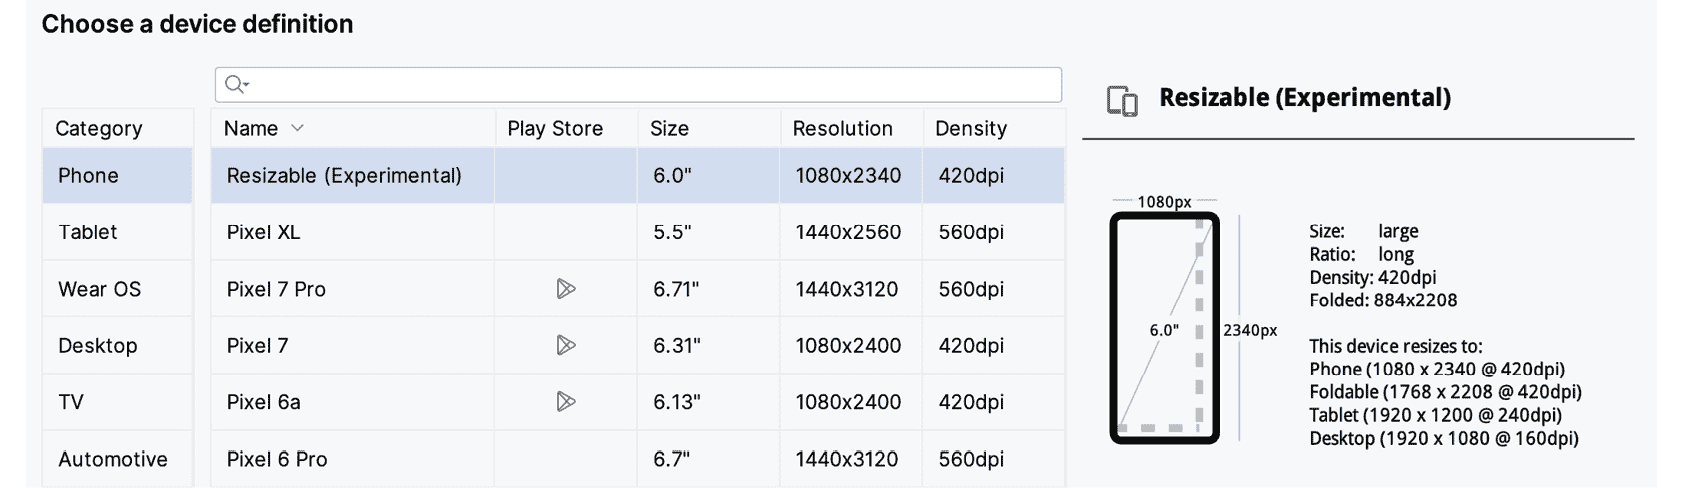 Choose a device definition
Category
Name Play Store Size Resolution Density
Phone
Resizable (Experimental) 6.0" 1080x2340 420dpi
Tablet
Pixel XL 5.5" 1440x2560 560dpi
Wear OS
Pixel 7 Pro 6.71" 1440x3120 560dpi
Desktop
Pixel 7 6.31" 1080x2400 420dpi
TV
Pixel 6a 6.13" 1080x2400 420dpi
Automotive
Pixel 6 Pro 6.7" 1440x3120 560dpi
Resizable (Experimental)
1080px
6.0"
2340px
Size: large
Ratio: long
Density: 420dpi
Folded: 884x2208
This device resizes to:
Phone (1080 x 2340 @ 420dpi)
Foldable (1768 x 2208 @ 420dpi)
Tablet (1920 x 1200 @ 240dpi)
Desktop (1920 x 1080 @ 160dpi)